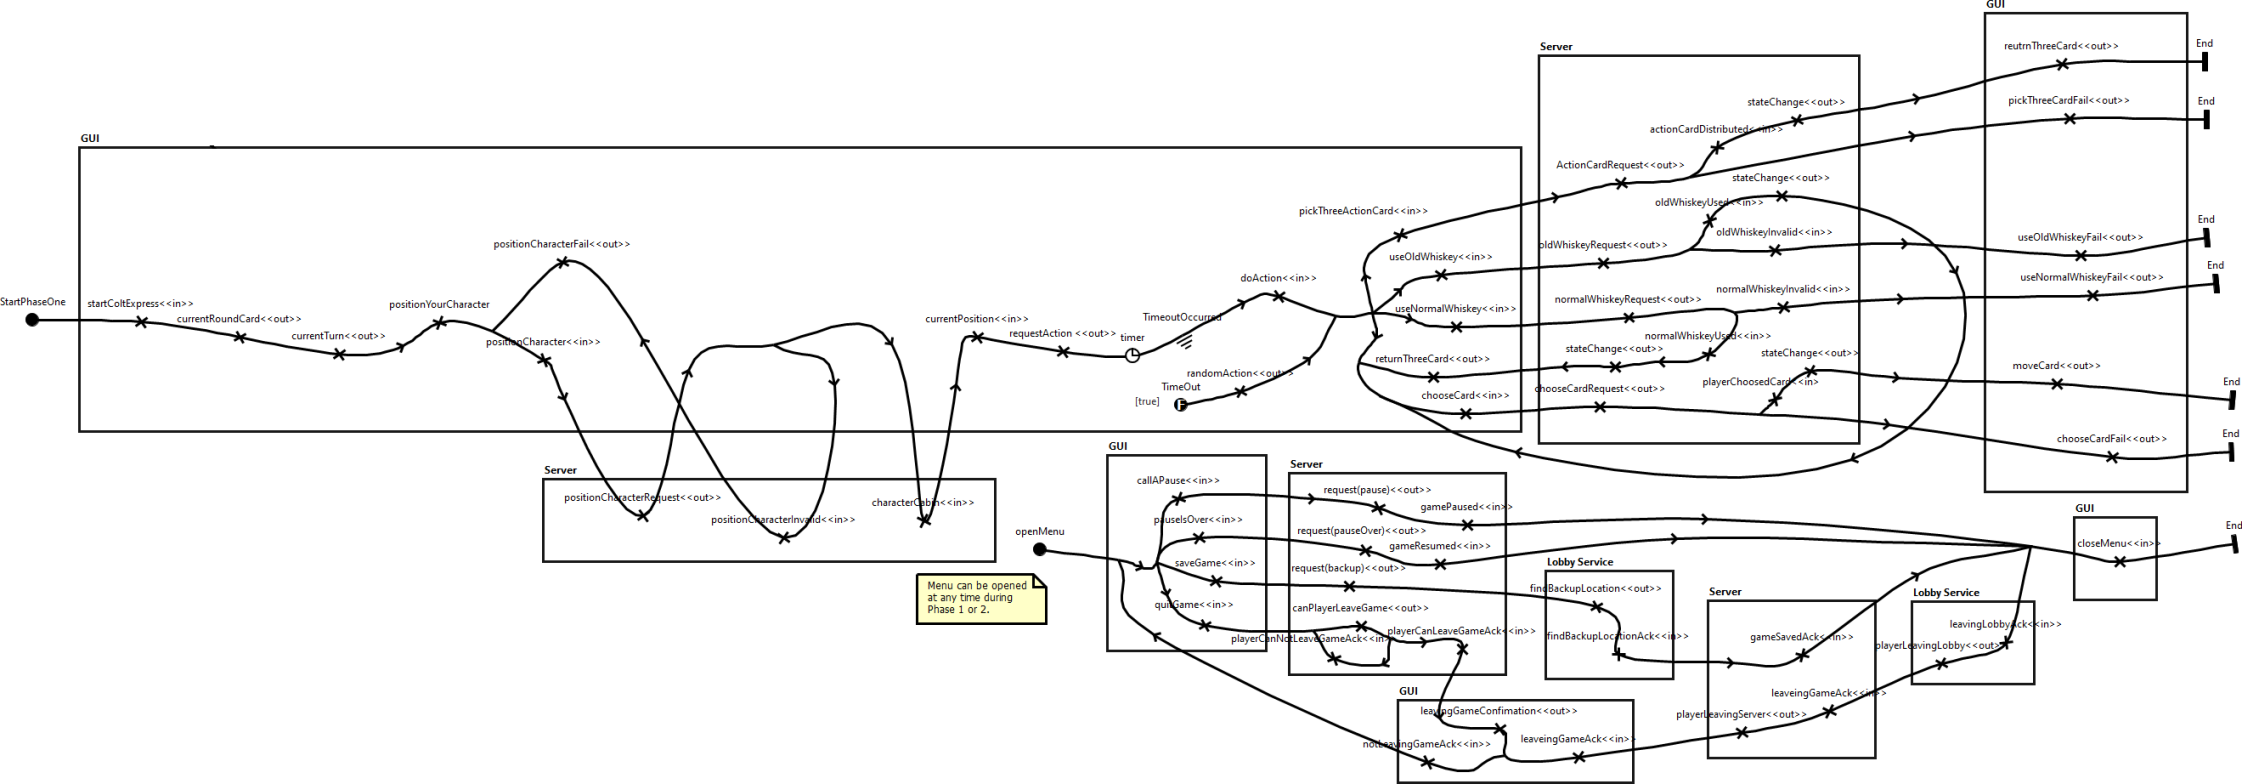 GUI
reutrnThreeCard<<out>>
End
Server
stateChange<<out>>
pickThreeCardFail<<out>>
End
actionCardDistributed<<in>>
GUI
ActionCardRequest<<out>>
stateChange<<out>>
pickThreeActionCard<<in>>
oldWhiskeyUsed<<in>>
End
positionCharacterFail<<out>>
oldWhiskeyRequest<<out>>
oldWhiskeyInvalid<<in>>
useOldWhiskeyFail<<out>>
useOldWhiskey<<in>>
End
doAction<<in>>
useNormalWhiskeyFail<<out>>
StartPhaseOne
startColtExpress<<in>>
positionYourCharacter
normalWhiskeyRequest<<out>>
normalWhiskeyInvalid<<in>>
currentRoundCard<<out>>
currentPosition<<in>>
TimeoutOccurred
useNormalWhiskey<<in>>
currentTurn<<out>>
positionCharacter<<in>>
requestAction <<out>>
timer
normalWhiskeyUsed<<in>>
stateChange<<out>>
stateChange<<out>>
returnThreeCard<<out>>
moveCard<<out>>
randomAction<<out>>
TimeOut
[true]
playerChoosedCard<<in>>
End
chooseCard<<in>>
chooseCardRequest<<out>>
chooseCardFail<<out>>
End
GUI
Server
Server
callAPause<<in>>
request(pause)<<out>>
positionCharacterRequest<<out>>
characterCabin<<in>>
gamePaused<<in>>
GUI
positionCharacterInvalid<<in>>
pauseIsOver<<in>>
End
openMenu
request(pauseOver)<<out>>
gameResumed<<in>>
closeMenu<<in>>
saveGame<<in>>
request(backup)<<out>>
Lobby Service
Menu can be opened
at any time during
Phase 1 or 2.
findBackupLocation<<out>>
Server
Lobby Service
quitGame<<in>>
canPlayerLeaveGame<<out>>
leavingLobbyAck<<in>>
playerCanNotLeaveGameAck<<in>>
playerCanLeaveGameAck<<in>>
findBackupLocationAck<<in>>
gameSavedAck<<in>>
playerLeavingLobby<<out>>
GUI
leaveingGameAck<<in>>
leavingGameConfimation<<out>>
playerLeavingServer<<out>>
notLeavingGameAck<<in>>
leaveingGameAck<<in>>